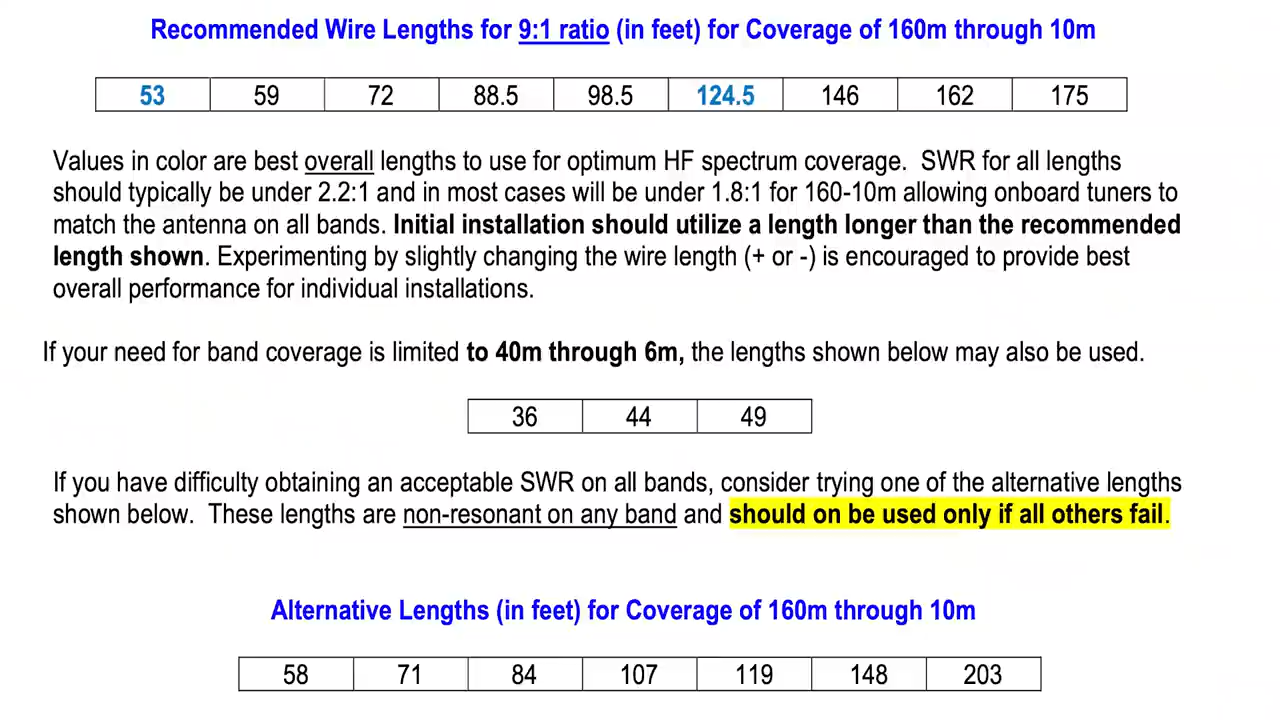 Recommended Wire Lengths for 9:1 ratio (in feet) for Coverage of 160m through 10m
53 59 72 88.5 98.5 124.5 146 162 175
Values in color are best overall lengths to use for optimum HF spectrum coverage. SWR for all lengths
should typically be under 2.2:1 and in most cases will be under 1.8:1 for 160-10m allowing onboard tuners to
match the antenna on all bands. Initial installation should utilize a length longer than the recommended
length shown. Experimenting by slightly changing the wire length (+ or -) is encouraged to provide best
overall performance for individual installations.
If your need for band coverage is limited to 40m through 6m, the lengths shown below may also be used.
36 44 49
If you have difficulty obtaining an acceptable SWR on all bands, consider trying one of the alternative lengths
shown below. These lengths are non-resonant on any band and should on be used only if all others fail.
Alternative Lengths (in feet) for Coverage of 160m through 10m
58 71 84 107 119 148 203